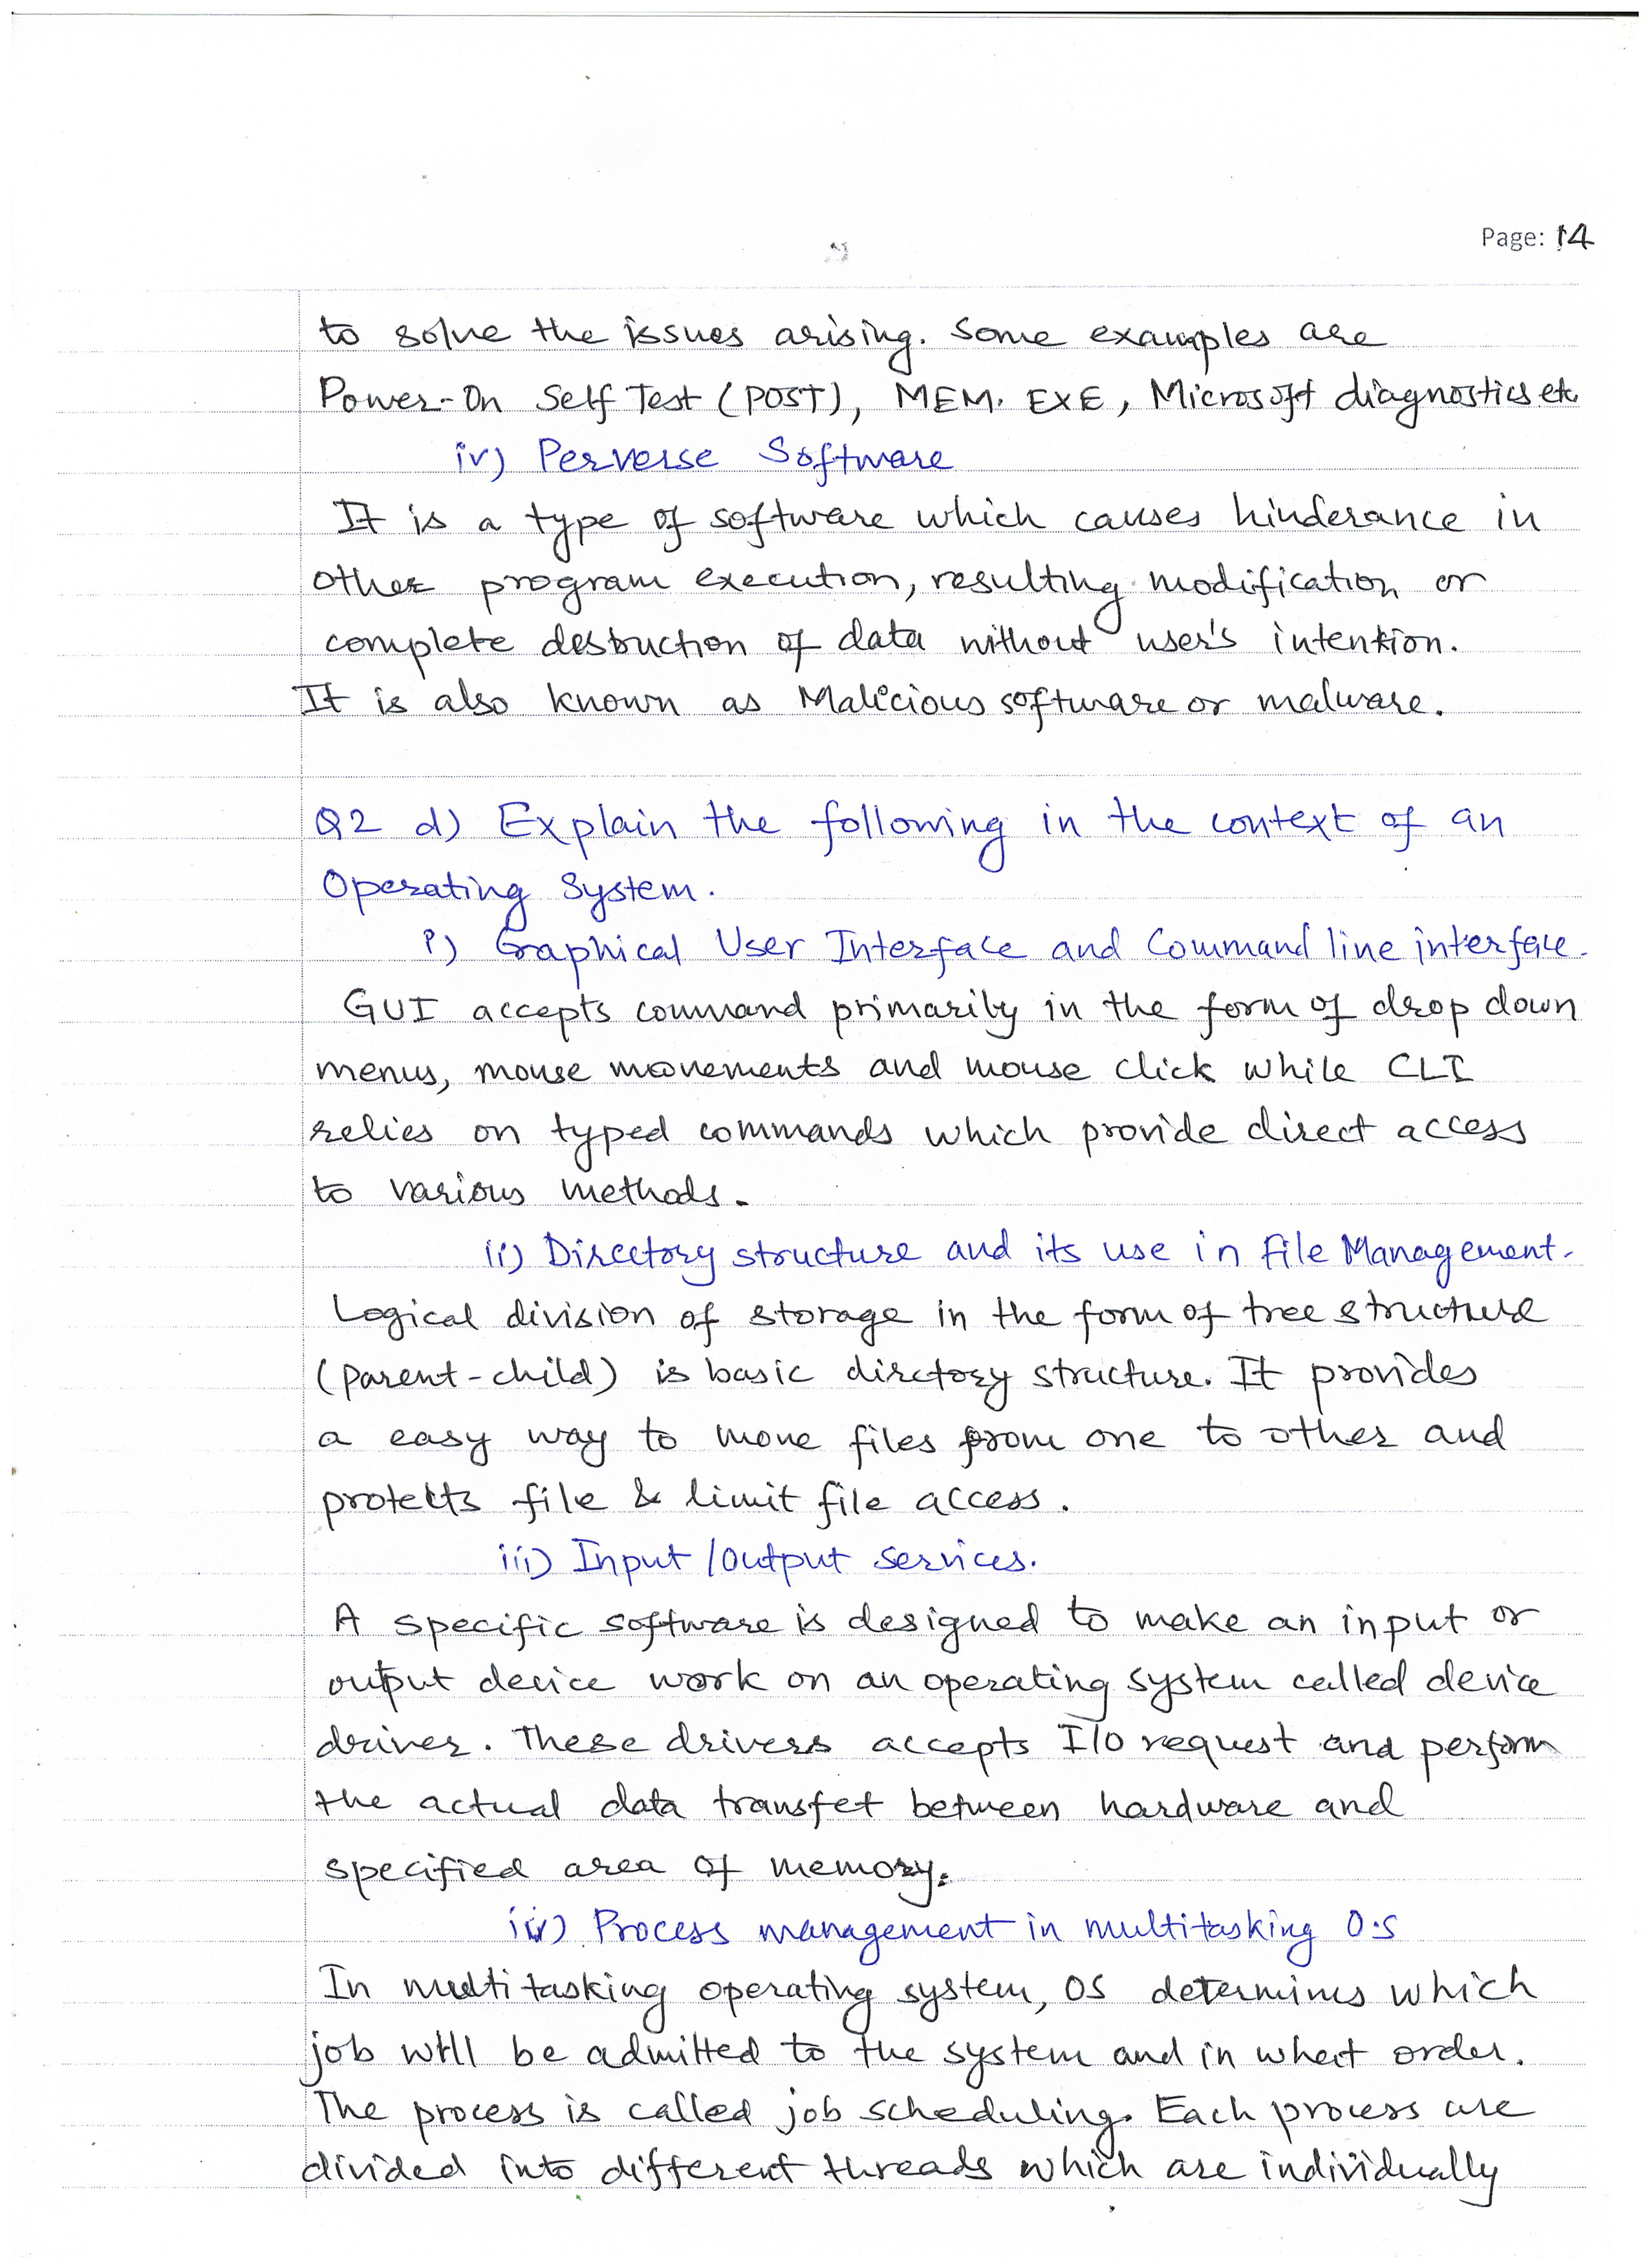 Page: 14
to solve the issues arising. Some examples are
Power-On Self Test (POST), MEM. EXE, Microsoft diagnostics etc
iv) Perverse Software
It is a type of software which causes hinderance in
other program execution, resulting modification or
complete destruction of data without user's intention.
It is also known as Malicious software or malware.
Q2 d) Explain the following in the context of an
Operating System.
i) Graphical User Interface and Command line interface.
GUI accepts command primarily in the form of drop down
menus, mouse movements and mouse click while CLI
relies on typed commands which provide direct access
to various methods.
ii) Directory structure and its use in File Management.
Logical division of storage in the form of tree structure
(parent-child) is basic dirctory structure. It provides
a easy way to move files from one to other and
protects file & limit file access.
iii) Input/Output services.
A specific software is designed to make an input or
output device work on an operating system called device
driver. These drivers accepts I/O request and perform
the actual data transfer between hardware and
specified area of memory.
iv) Process management in multitasking O.S
In multitasking operating system, OS determines which
job will be admitted to the system and in what order.
The process is called job scheduling. Each process are
divided into different threads which are individually